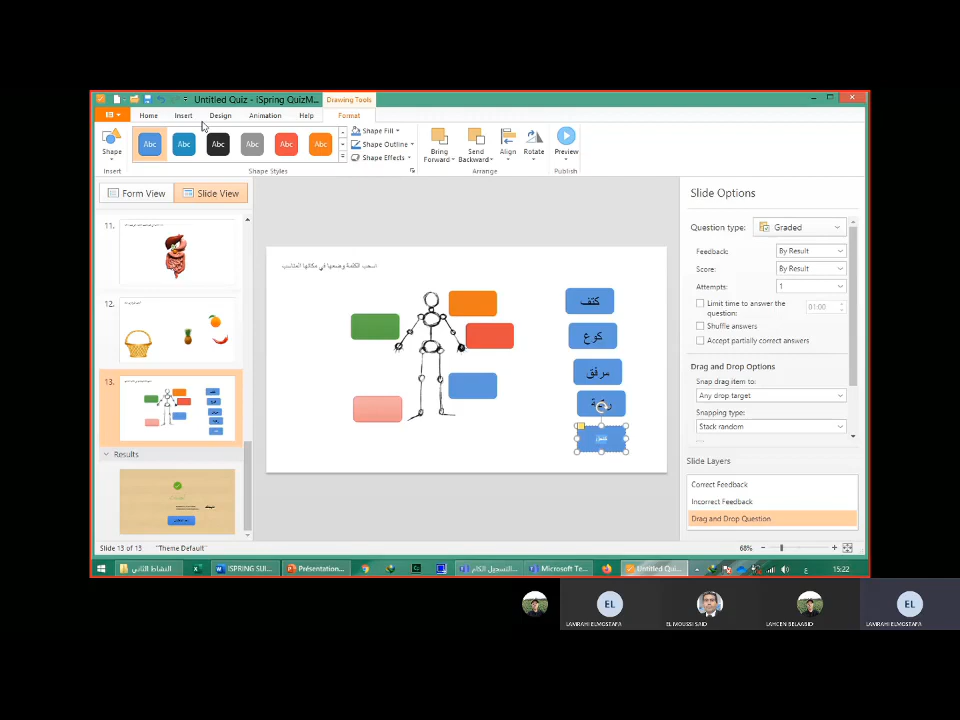 Untitled Quiz - iSpring QuizM...
Drawing Tools
Home Insert Design Animation Help Format
Shape
Abc Abc Abc Abc Abc Abc
Shape Fill
Shape Outline
Shape Effects
Bring Forward
Send Backward
Align
Rotate
Preview
Insert Shape Styles Arrange Publish
Form View Slide View
11.
12.
13.
Results
اسحب الكلمة وضعها في مكانها المناسب
كتف
كوع
مرفق
Slide Options
Question type: Graded
Feedback: By Result
Score: By Result
Attempts: 1
Limit time to answer the question: 01:00
Shuffle answers
Accept partially correct answers
Drag and Drop Options
Snap drag item to:
Any drop target
Snapping type:
Stack random
Slide Layers
Correct Feedback
Incorrect Feedback
Drag and Drop Question
Slide 13 of 13 "Theme Default" 68%
النشاط الثاني ISPRING SUI... Présentation... Microsoft Te... Untitled Qui... ع 15:22
EL EL
LAMRAHI ELMOSTAFA EL MOUSSI SAID LAHCEN BELAABID LAMRAHI ELMOSTAFA